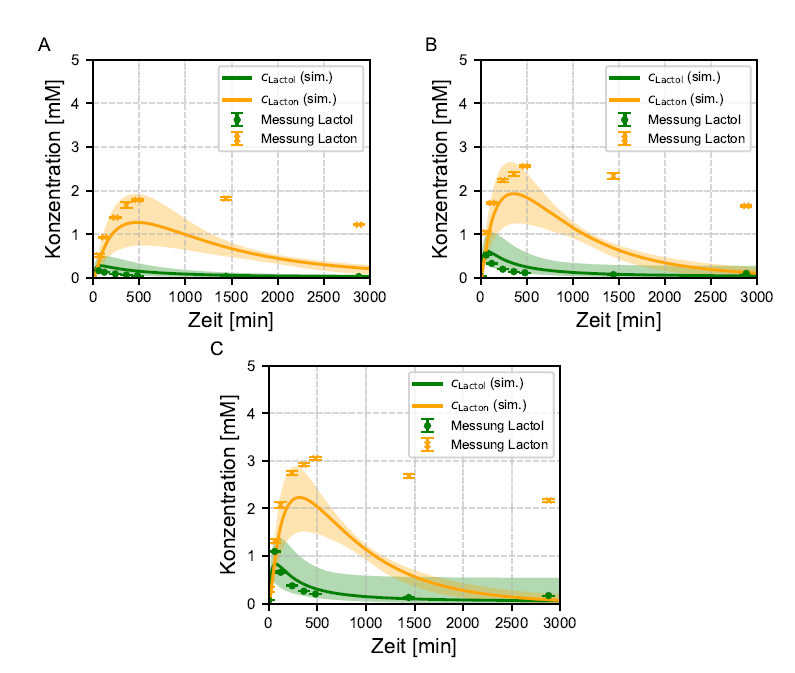 A
Konzentration [mM]
5
4
3
2
1
0
c_Lactol (sim.)
c_Lacton (sim.)
Messung Lactol
Messung Lacton
0 500 1000 1500 2000 2500 3000
Zeit [min]
B
Konzentration [mM]
5
4
3
2
1
0
c_Lactol (sim.)
c_Lacton (sim.)
Messung Lactol
Messung Lacton
0 500 1000 1500 2000 2500 3000
Zeit [min]
C
Konzentration [mM]
5
4
3
2
1
0
c_Lactol (sim.)
c_Lacton (sim.)
Messung Lactol
Messung Lacton
0 500 1000 1500 2000 2500 3000
Zeit [min]